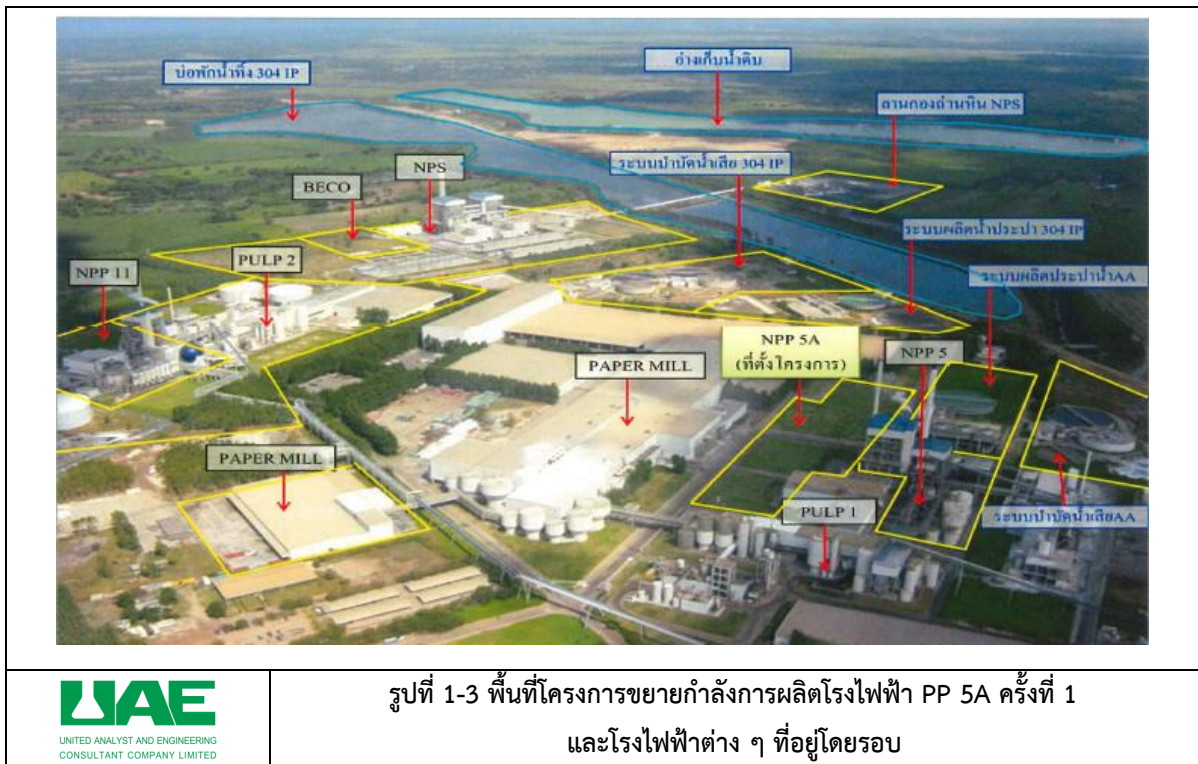 บ่อพักน้ำทิ้ง 304 IP
อ่างเก็บน้ำดิบ
ลานกองถ่านหิน NPS
ระบบบำบัดน้ำเสีย 304 IP
NPS
BECO
ระบบผลิตน้ำประปา 304 IP
NPP 11
PULP 2
ระบบผลิตประปาน้ำAA
NPP 5A
(ที่ตั้งโครงการ)
NPP 5
PAPER MILL
PAPER MILL
PULP 1
ระบบบำบัดน้ำเสียAA
UAE
UNITED ANALYST AND ENGINEERING
CONSULTANT COMPANY LIMITED
รูปที่ 1-3 พื้นที่โครงการขยายกำลังการผลิตโรงไฟฟ้า PP 5A ครั้งที่ 1
และโรงไฟฟ้าต่าง ๆ ที่อยู่โดยรอบ